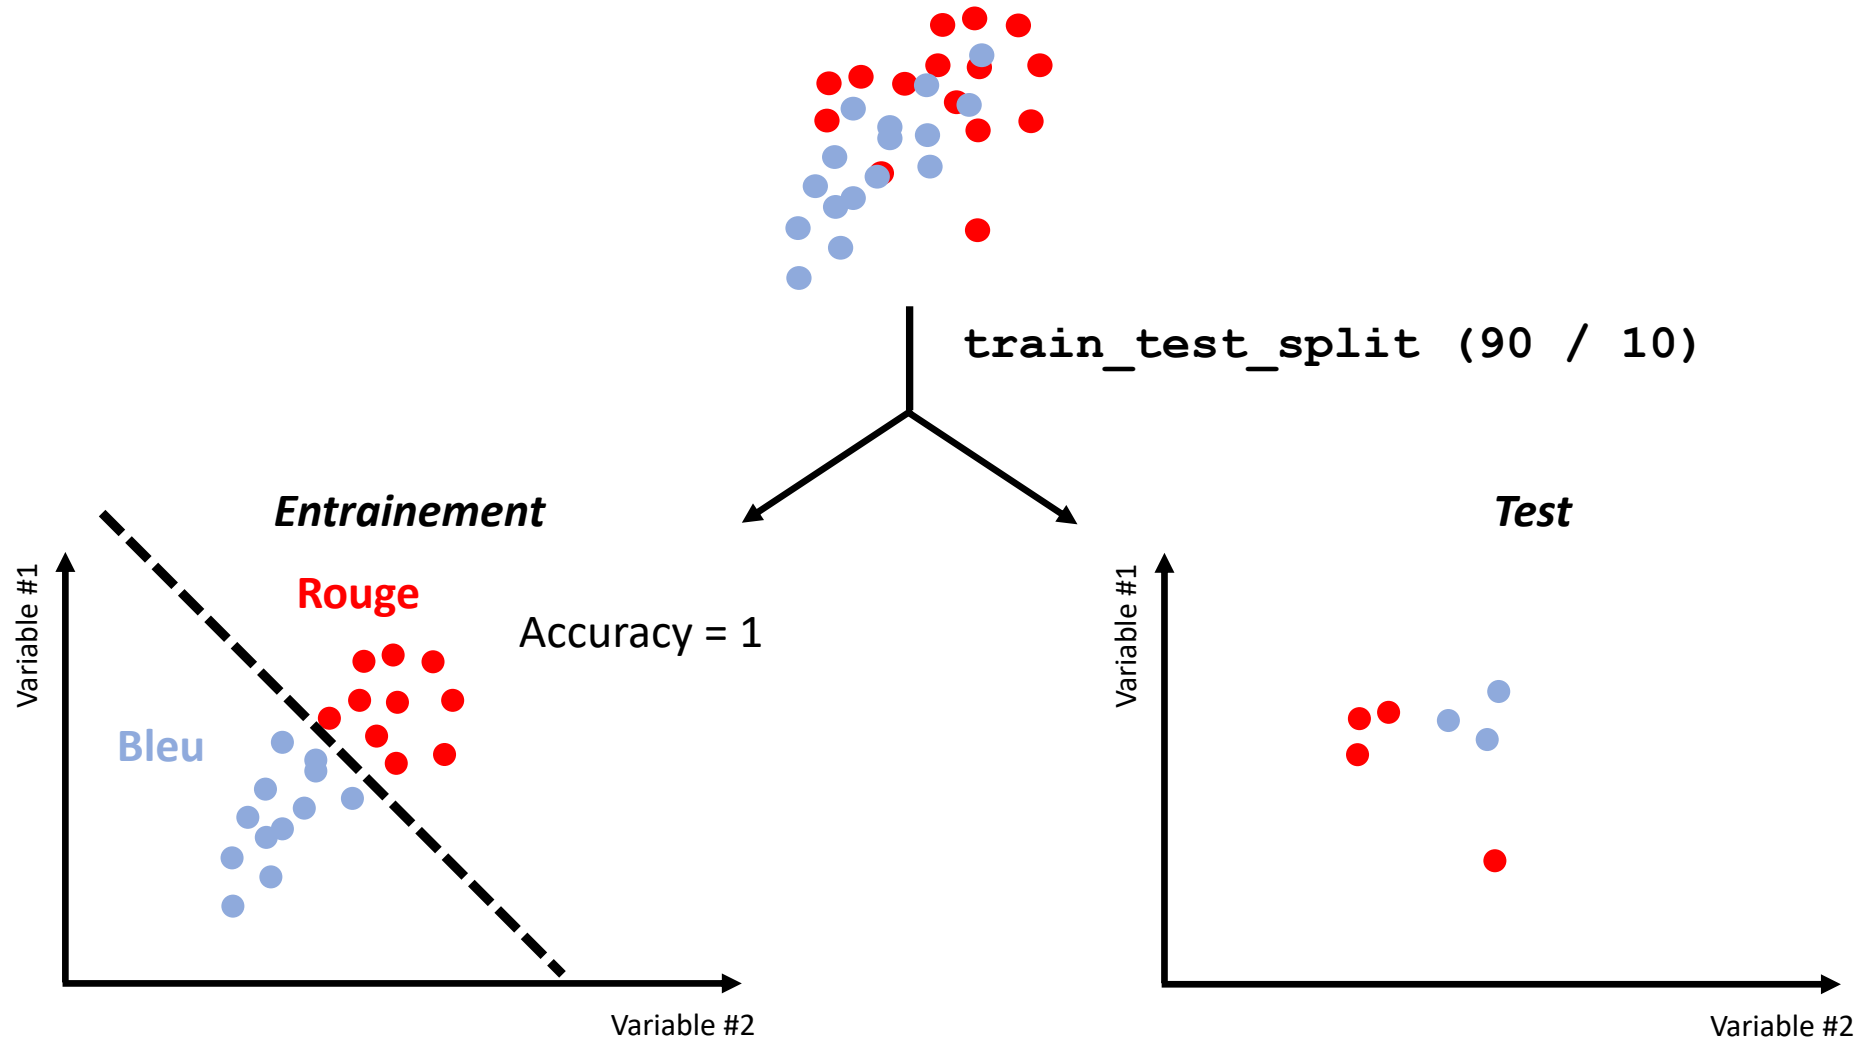 train_test_split (90 / 10)
Entrainement
Variable #1
Rouge
Accuracy = 1
Bleu
Variable #2
Test
Variable #1
Variable #2